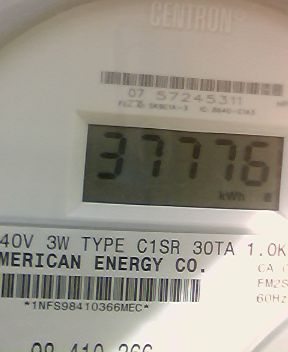 CENTRON®
07 57245311
37776
kWh
40V 3W TYPE C1SR 30TA 1.0K
MERICAN ENERGY CO.
CA
FM2S
60Hz
*1NFS98410366MEC*
98 410 366